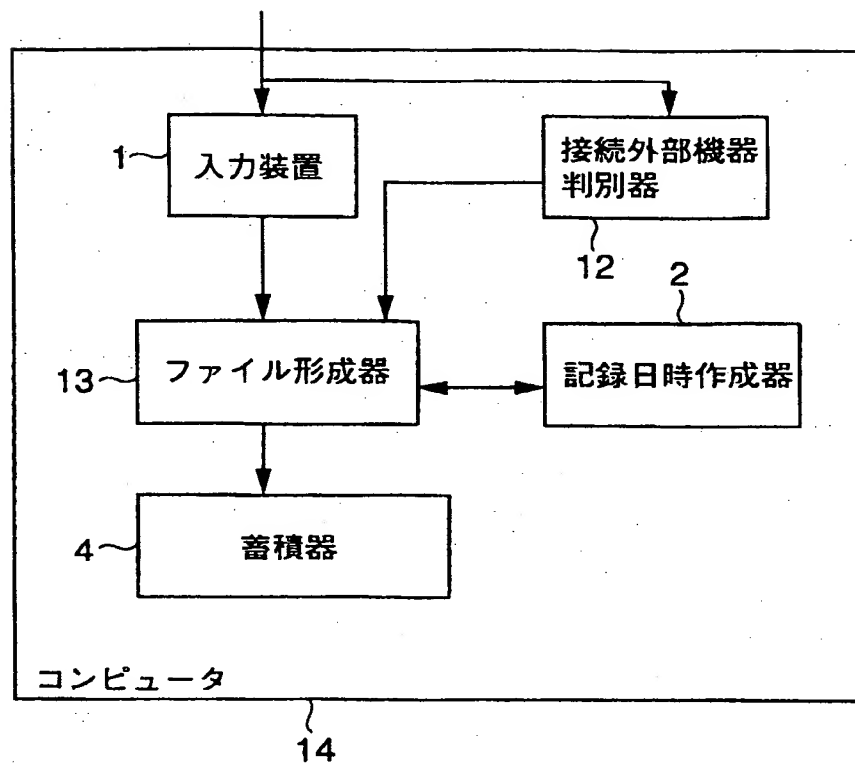 1
入力装置
接続外部機器
判別器
12
2
13
ファイル形成器
記録日時作成器
4
蓄積器
コンピュータ
14